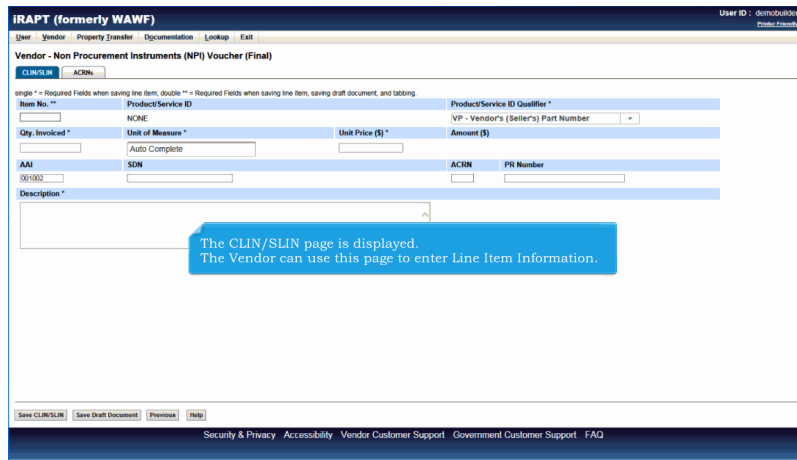 User ID : demobuilder
Printer Friendly
iRAPT (formerly WAWF)
User Vendor Property Transfer Documentation Lookup Exit
Vendor - Non Procurement Instruments (NPI) Voucher (Final)
CLIN/SLIN ACRNs
single * = Required Fields when saving line item; double ** = Required Fields when saving line item, saving draft document, and tabbing.
Item No. ** Product/Service ID Product/Service ID Qualifier *
NONE VP - Vendor's (Seller's) Part Number
Qty. Invoiced * Unit of Measure * Unit Price ($) * Amount ($)
Auto Complete
AAI SDN ACRN PR Number
001002
Description *
The CLIN/SLIN page is displayed.
The Vendor can use this page to enter Line Item Information.
Save CLIN/SLIN Save Draft Document Previous Help
Security & Privacy Accessibility Vendor Customer Support Government Customer Support FAQ